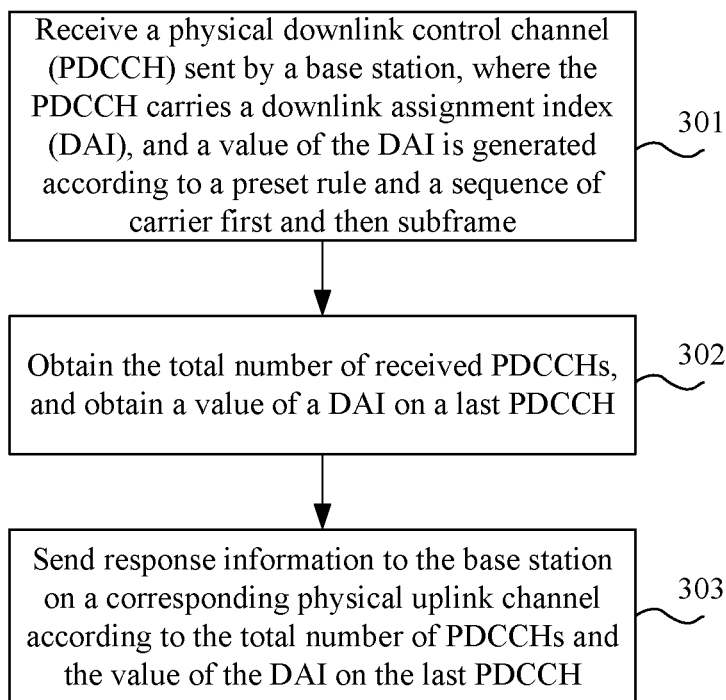 Receive a physical downlink control channel
(PDCCH) sent by a base station, where the
PDCCH carries a downlink assignment index
(DAI), and a value of the DAI is generated
according to a preset rule and a sequence of
carrier first and then subframe
301
Obtain the total number of received PDCCHs,
and obtain a value of a DAI on a last PDCCH
302
Send response information to the base station
on a corresponding physical uplink channel
according to the total number of PDCCHs and
the value of the DAI on the last PDCCH
303